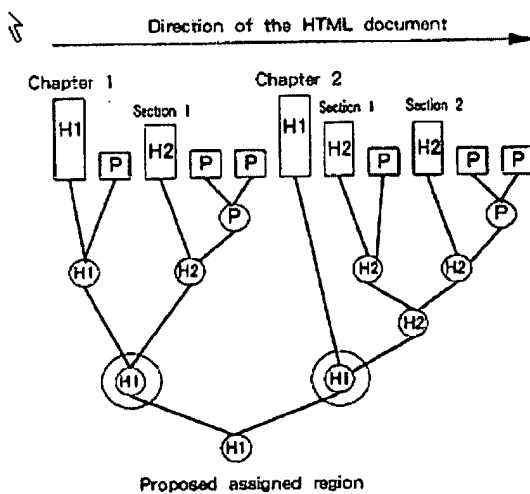 Direction of the HTML document
Chapter 1
Chapter 2
Section 1
Section 1
Section 2
H1
P
H2
P
P
H1
H2
P
H2
P
P
P
P
H1
H2
H2
H2
H2
H1
H1
H1
Proposed assigned region